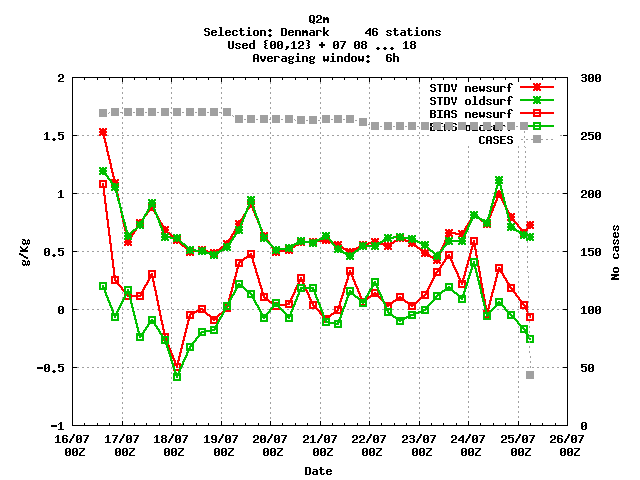 Q2m
Selection: Denmark 46 stations
Used {00,12} + 07 08 ... 18
Averaging window: 6h
2 300
STDV newsurf
STDV oldsurf
BIAS newsurf
BIAS oldsurf
CASES
1.5 250
1 200
0.5 150
0 100
-0.5 50
-1 0
g/Kg
No cases
16/07 17/07 18/07 19/07 20/07 21/07 22/07 23/07 24/07 25/07 26/07
00Z 00Z 00Z 00Z 00Z 00Z 00Z 00Z 00Z 00Z 00Z
Date